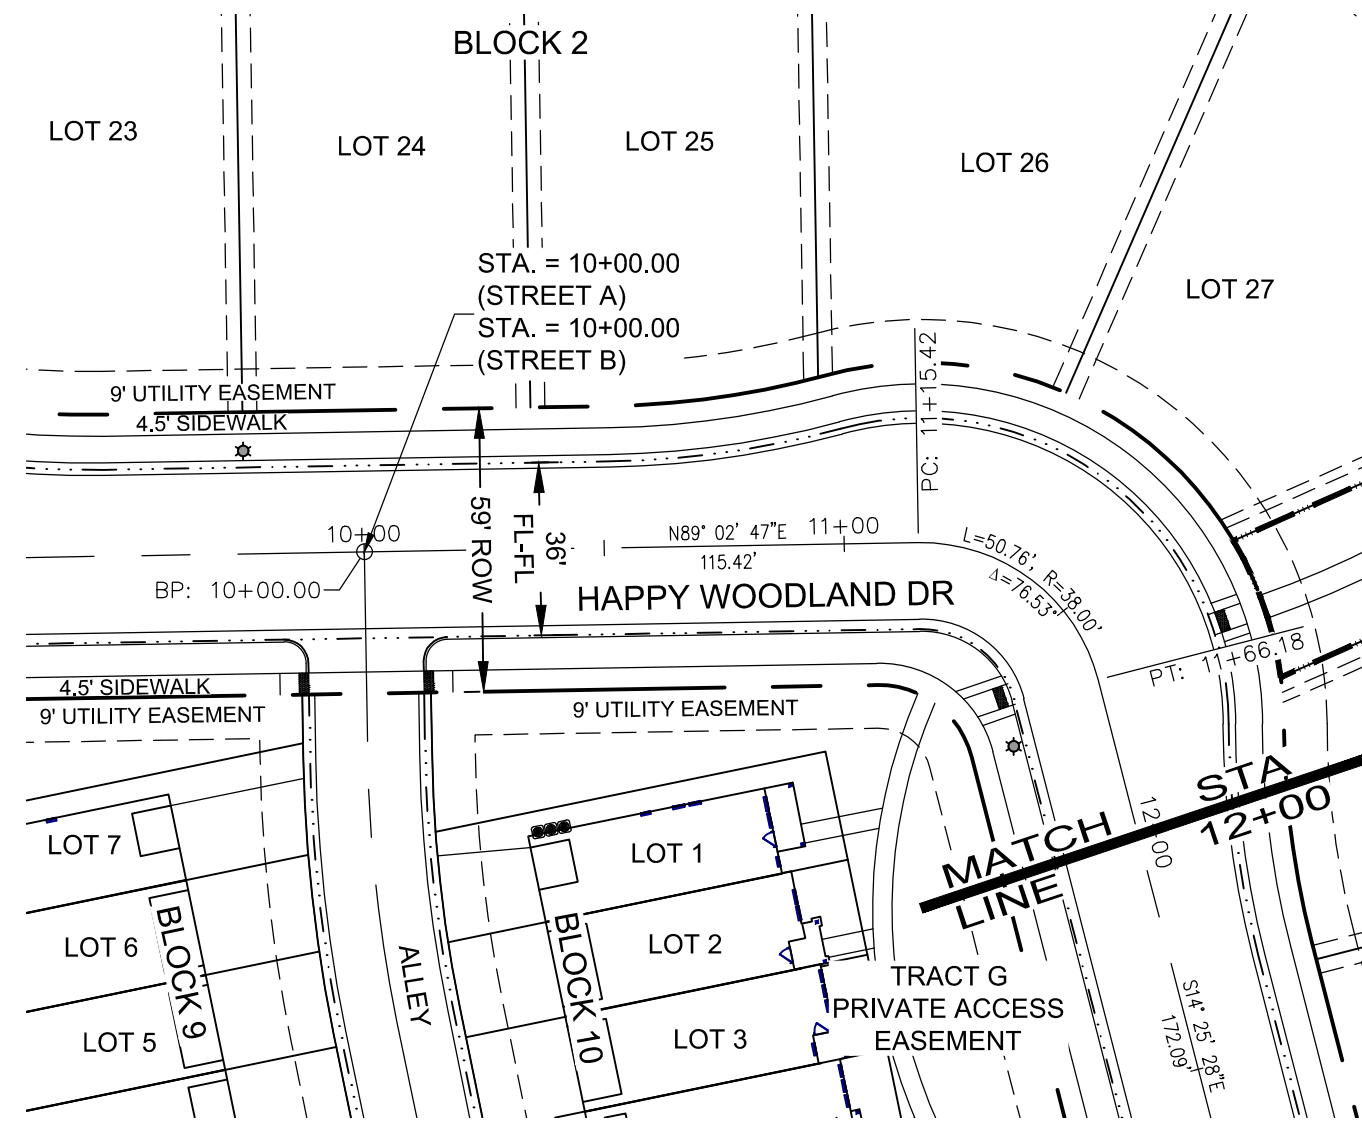 BLOCK 2
LOT 23
LOT 24
LOT 25
LOT 26
LOT 27
STA. = 10+00.00
(STREET A)
STA. = 10+00.00
(STREET B)
9' UTILITY EASEMENT
4.5' SIDEWALK
PC: 11+15.42
59' ROW
36'
FL-FL
10+00
BP: 10+00.00
N89° 02' 47"E
115.42'
11+00
L=50.76', R=38.00'
Δ=76.53°
HAPPY WOODLAND DR
PT: 11+66.18
4.5' SIDEWALK
9' UTILITY EASEMENT
9' UTILITY EASEMENT
MATCH
LINE
STA
12+00
12+00
LOT 7
LOT 6
LOT 5
BLOCK 9
ALLEY
BLOCK 10
LOT 1
LOT 2
LOT 3
TRACT G
PRIVATE ACCESS
EASEMENT
S14° 25' 28"E
172.09'